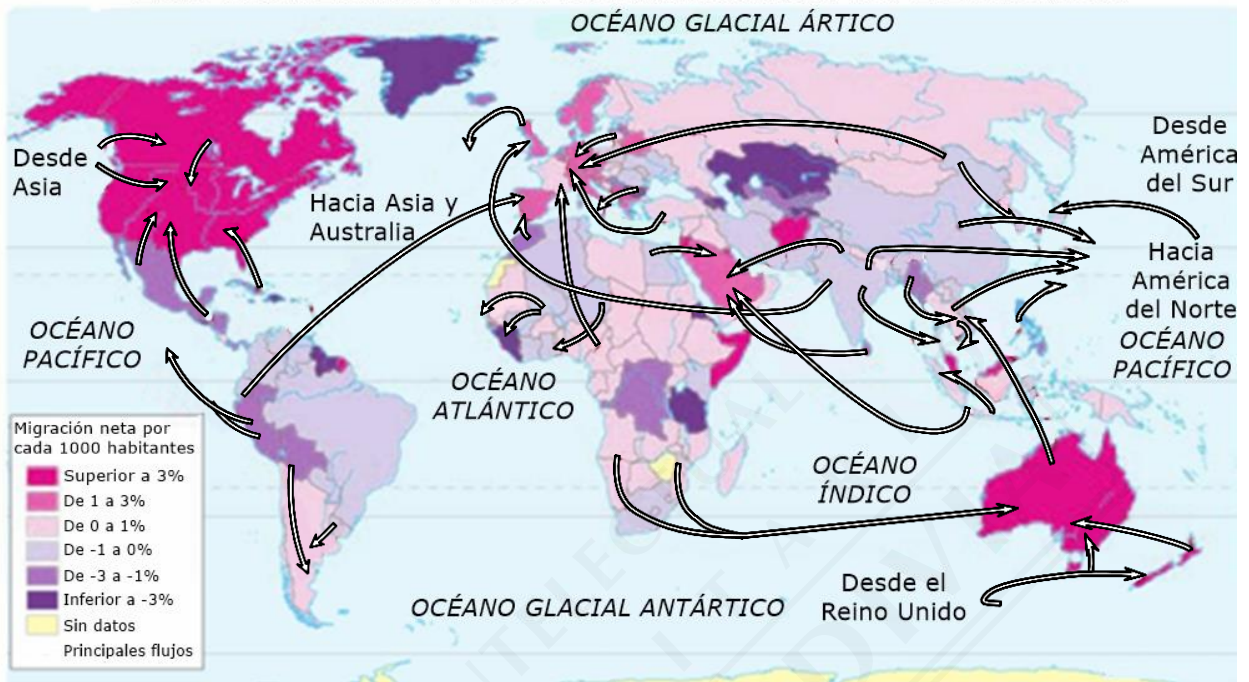 OCÉANO GLACIAL ÁRTICO
Desde
Asia
Hacia Asia y
Australia
Desde
América
del Sur
Hacia
América
del Norte
OCÉANO
PACÍFICO
OCÉANO
PACÍFICO
OCÉANO
ATLÁNTICO
OCÉANO
ÍNDICO
Migración neta por
cada 1000 habitantes
Superior a 3%
De 1 a 3%
De 0 a 1%
De -1 a 0%
De -3 a -1%
Inferior a -3%
Sin datos
Principales flujos
Desde el
Reino Unido
OCÉANO GLACIAL ANTÁRTICO